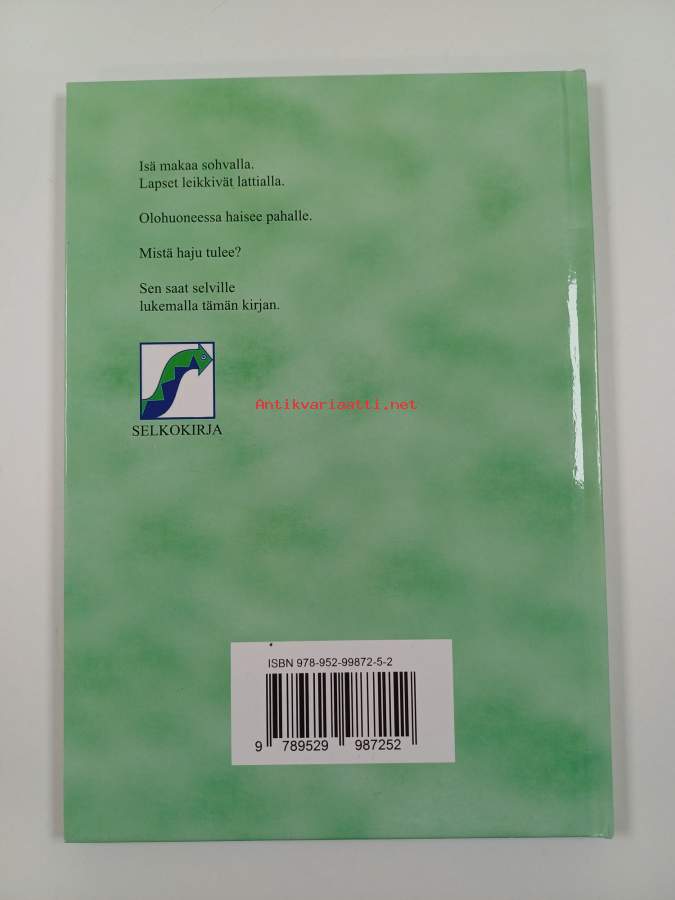 Isä makaa sohvalla.
Lapset leikkivät lattialla.
Olohuoneessa haisee pahalle.
Mistä haju tulee?
Sen saat selville
lukemalla tämän kirjan.
Antikvariaatti.net
SELKOKIRJA
ISBN 978-952-99872-5-2
9 789529 987252